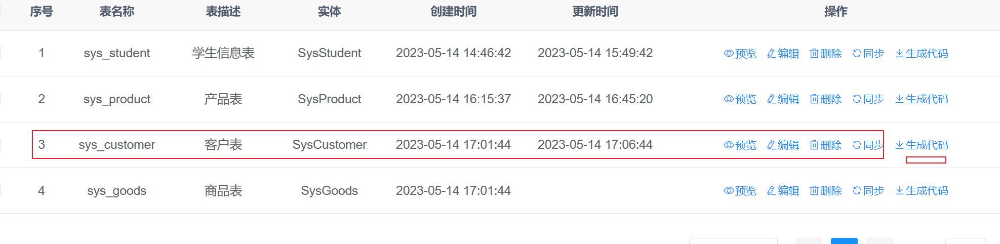 序号 表名称 表描述 实体 创建时间 更新时间 操作
1 sys_student 学生信息表 SysStudent 2023-05-14 14:46:42 2023-05-14 15:49:42 预览 编辑 删除 同步 生成代码
2 sys_product 产品表 SysProduct 2023-05-14 16:15:37 2023-05-14 16:45:20 预览 编辑 删除 同步 生成代码
3 sys_customer 客户表 SysCustomer 2023-05-14 17:01:44 2023-05-14 17:06:44 预览 编辑 删除 同步 生成代码
4 sys_goods 商品表 SysGoods 2023-05-14 17:01:44 预览 编辑 删除 同步 生成代码